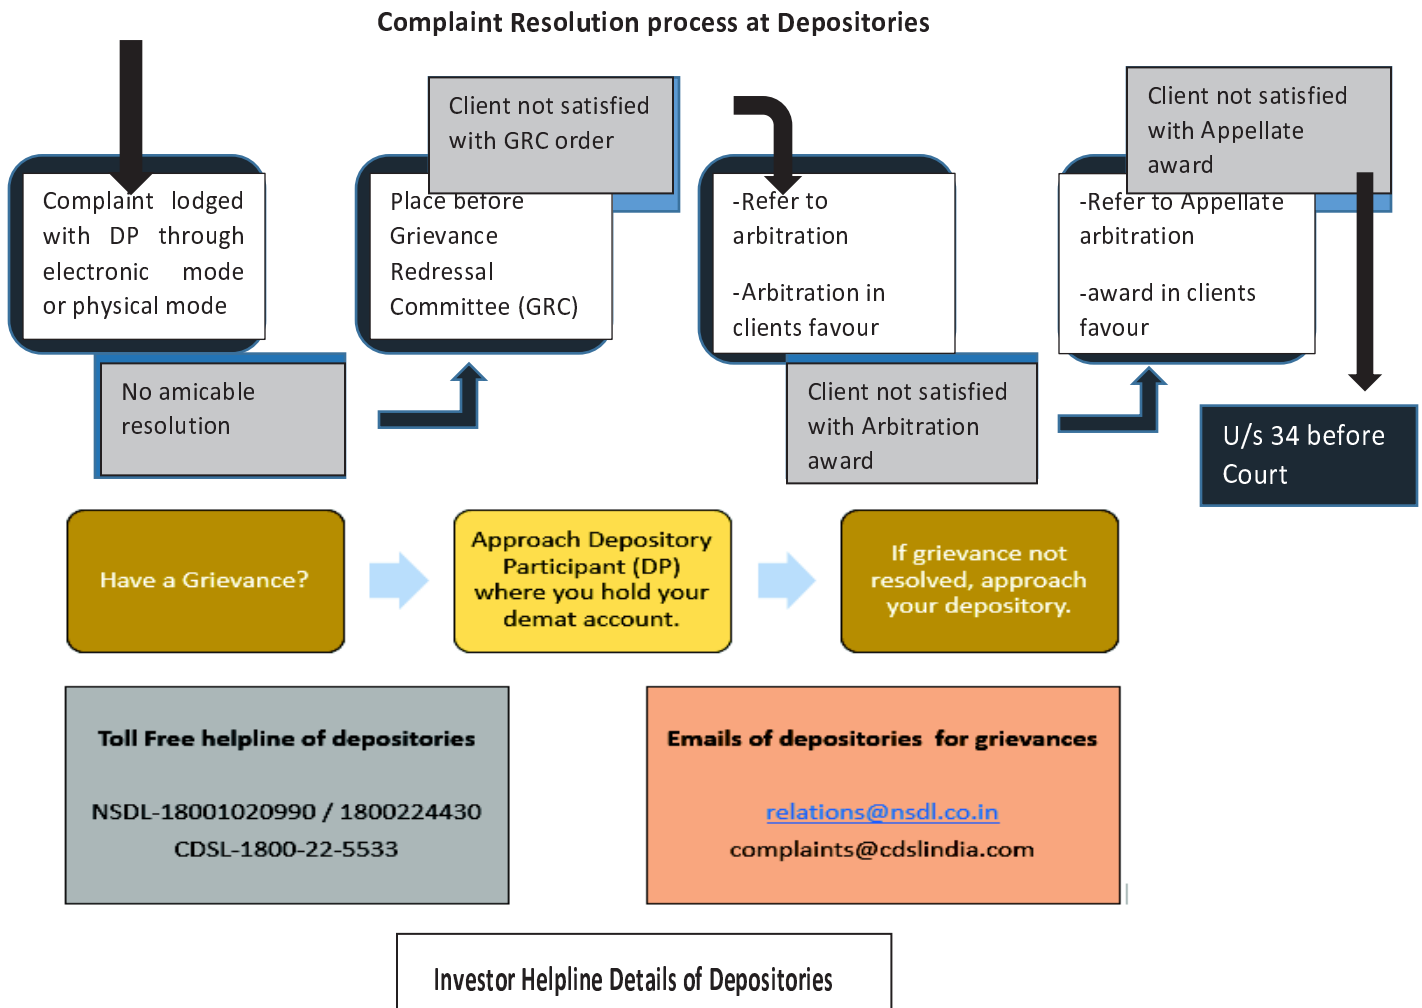 Complaint Resolution process at Depositories
Complaint lodged
with DP through
electronic mode
or physical mode
No amicable
resolution
Place before
Grievance
Redressal
Committee (GRC)
Client not satisfied
with GRC order
-Refer to
arbitration
-Arbitration in
clients favour
Client not satisfied
with Arbitration
award
-Refer to Appellate
arbitration
-award in clients
favour
Client not satisfied
with Appellate
award
U/s 34 before
Court
Have a Grievance?
Approach Depository
Participant (DP)
where you hold your
demat account.
If grievance not
resolved, approach
your depository.
Toll Free helpline of depositories
NSDL-18001020990 / 1800224430
CDSL-1800-22-5533
Emails of depositories for grievances
relations@nsdl.co.in
complaints@cdslindia.com
Investor Helpline Details of Depositories